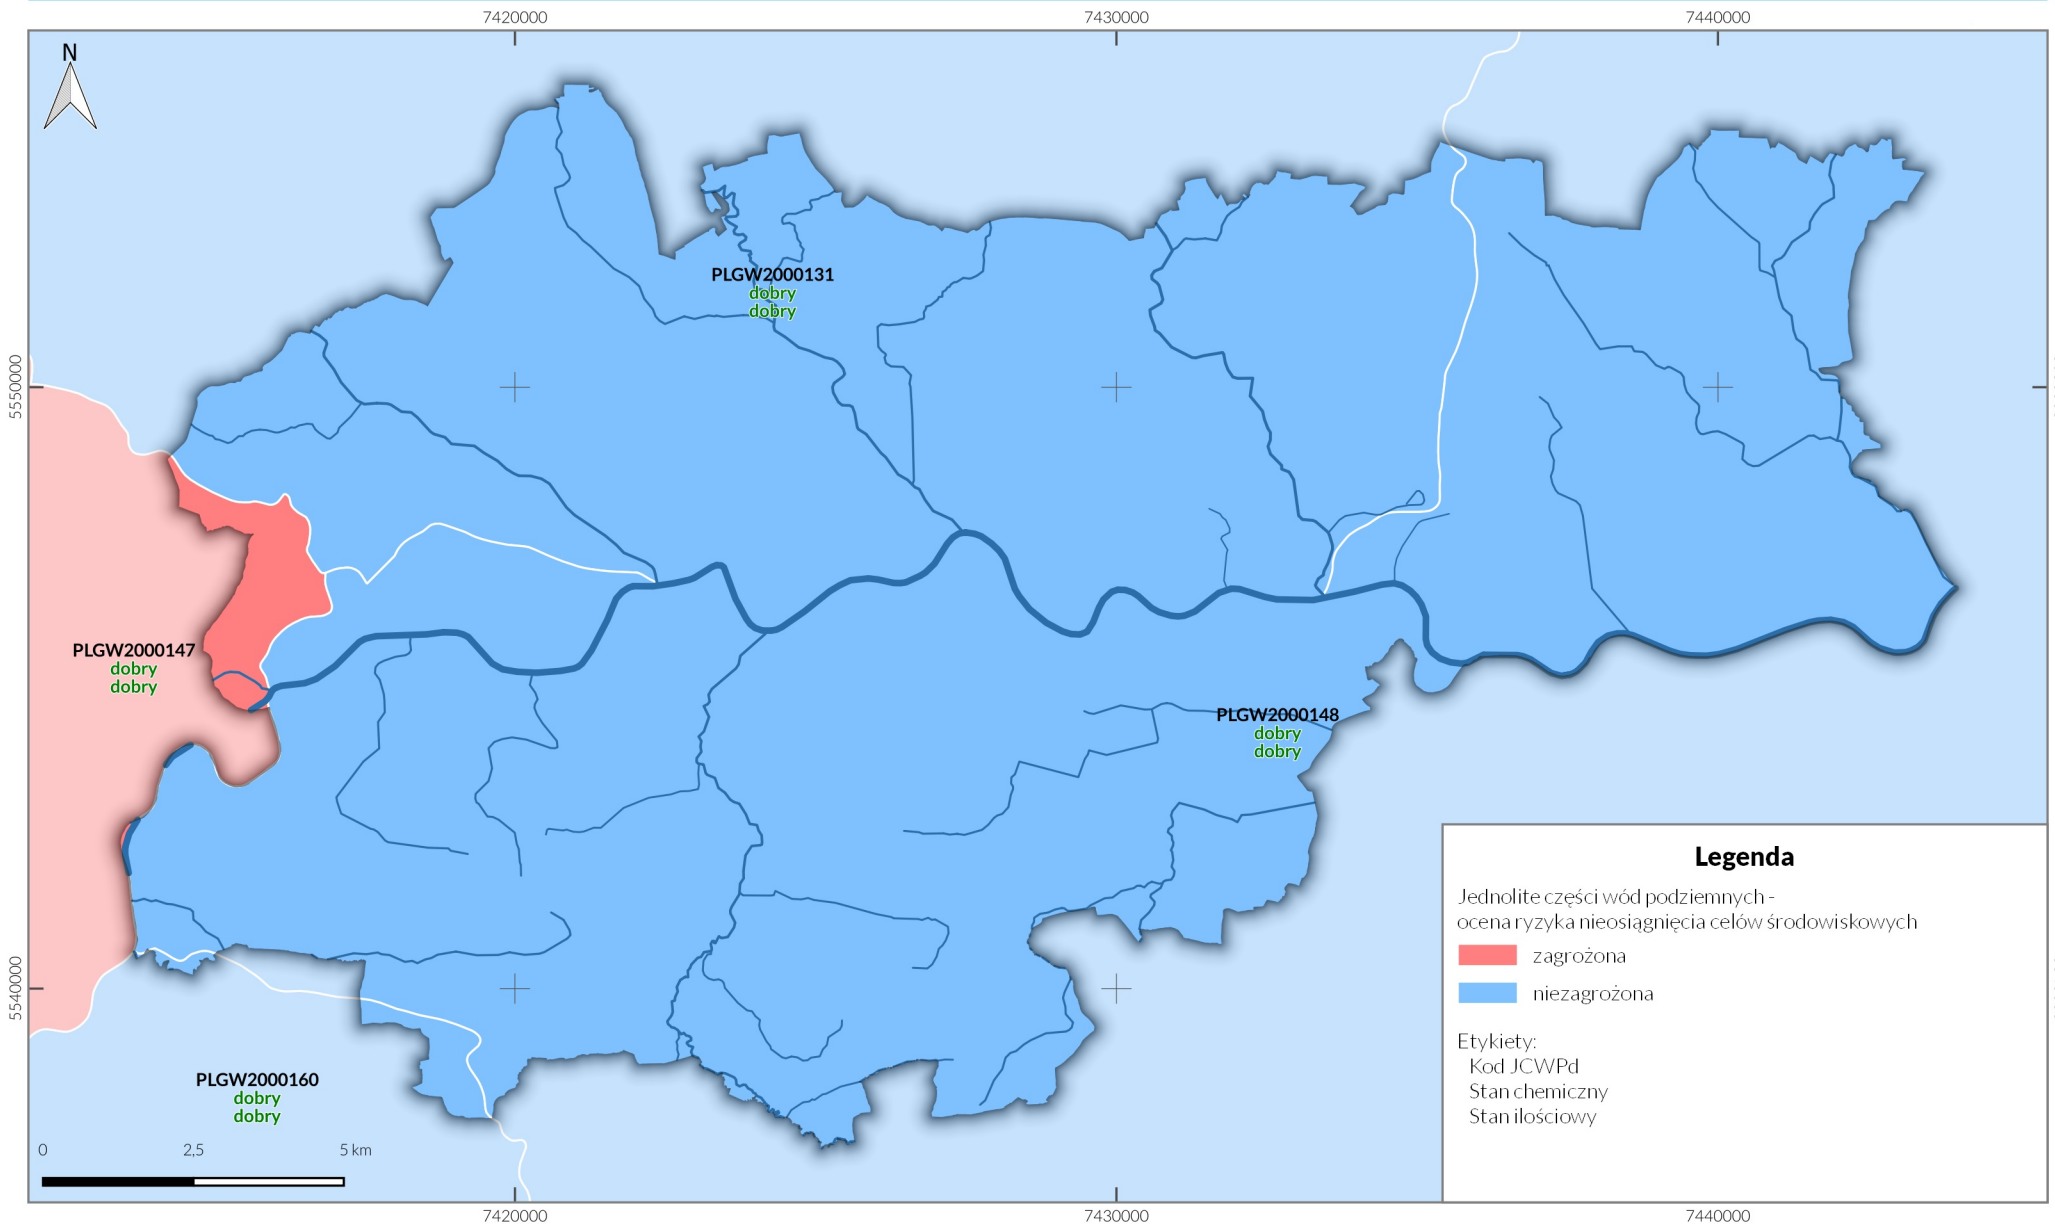 7420000
7430000
7440000
N
PLGW2000131
dobry
dobry
5550000
PLGW2000147
dobry
dobry
PLGW2000148
dobry
dobry
5540000
PLGW2000160
dobry
dobry
0
2,5
5 km
Legenda
Jednolite części wód podziemnych -
ocena ryzyka nieosiągnięcia celów środowiskowych
zagrożona
niezagrożona
Etykiety:
Kod JCWPd
Stan chemiczny
Stan ilościowy
7420000
7430000
7440000